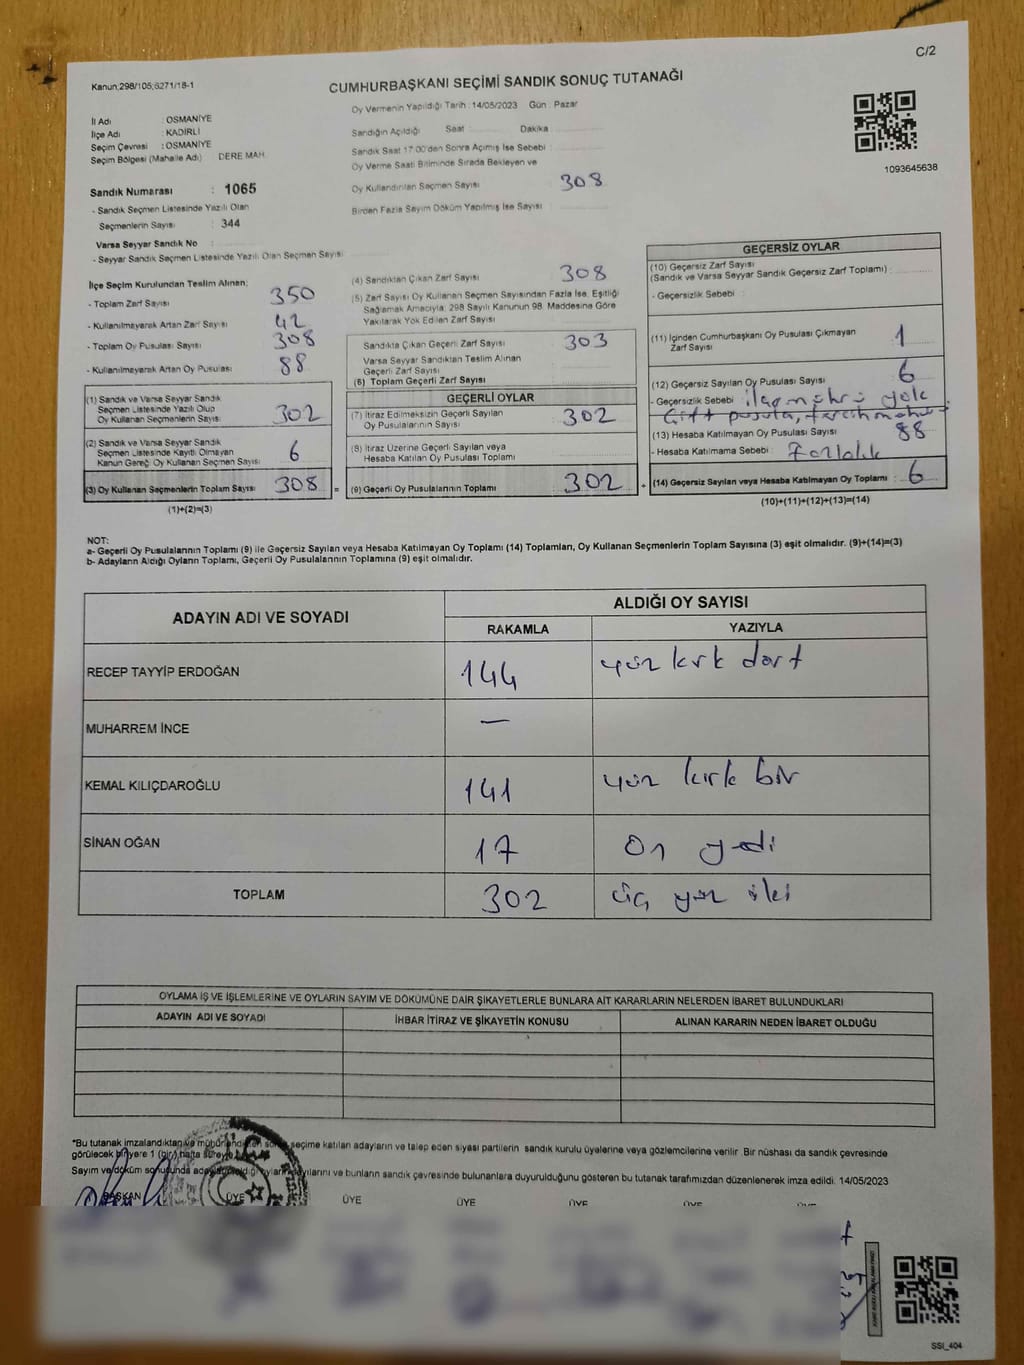 C/2
Kanun;298/105;6271/18-1
CUMHURBAŞKANI SEÇİMİ SANDIK SONUÇ TUTANAĞI
Oy Vermenin Yapıldığı Tarih : 14/05/2023 Gün : Pazar
İl Adı : OSMANİYE
İlçe Adı : KADİRLİ
Seçim Çevresi : OSMANİYE
Seçim Bölgesi (Mahalle Adı) DERE MAH.
Sandık Numarası : 1065
- Sandık Seçmen Listesinde Yazılı Olan
Seçmenlerin Sayısı : 344
Varsa Seyyar Sandık No :
- Seyyar Sandık Seçmen Listesinde Yazılı Olan Seçmen Sayısı
Sandığın Açıldığı Saat Dakika
Sandık Saat 17:00'den Sonra Açımış İse Sebebi :
Oy Verme Saati Bitiminde Sırada Bekleyen ve
Oy Kullandırılan Seçmen Sayısı 308
Birden Fazla Sayım Döküm Yapılmış İse Sayısı :
1093645638
İlçe Seçim Kurulundan Teslim Alınan;
- Toplam Zarf Sayısı 350
- Kullanılmayarak Artan Zarf Sayısı 42
- Toplam Oy Pusulası Sayısı 308
- Kullanılmayarak Artan Oy Pusulası 88
(1) Sandık ve Varsa Seyyar Sandık
Seçmen Listesinde Yazılı Olup
Oy Kullanan Seçmenlerin Sayısı 302
(2) Sandık ve Varsa Seyyar Sandık
Seçmen Listesinde Kayıtlı Olmayan
Kanun Gereği Oy Kullanan Seçmen Sayısı 6
(3) Oy Kullanan Seçmenlerin Toplam Sayısı 308 =
(1)+(2)=(3)
(4) Sandıktan Çıkan Zarf Sayısı 308
(5) Zarf Sayısı Oy Kullanan Seçmen Sayısından Fazla İse, Eşitliği
Sağlamak Amacıyla; 298 Sayılı Kanunun 98. Maddesine Göre
Yakılarak Yok Edilen Zarf Sayısı
Sandıkta Çıkan Geçerli Zarf Sayısı 303
Varsa Seyyar Sandıktan Teslim Alınan
Geçerli Zarf Sayısı
(6) Toplam Geçerli Zarf Sayısı
GEÇERLİ OYLAR
(7) İtiraz Edilmeksizin Geçerli Sayılan
Oy Pusulalarının Sayısı 302
(8) İtiraz Üzerine Geçerli Sayılan veya
Hesaba Katılan Oy Pusulası Toplamı
(9) Geçerli Oy Pusulalarının Toplamı 302 +
GEÇERSİZ OYLAR
(10) Geçersiz Zarf Sayısı
(Sandık ve Varsa Seyyar Sandık Geçersiz Zarf Toplamı) :
- Geçersizlik Sebebi :
(11) İçinden Cumhurbaşkanı Oy Pusulası Çıkmayan
Zarf Sayısı 1
(12) Geçersiz Sayılan Oy Pusulası Sayısı 6
- Geçersizlik Sebebi mührü yok
Çift pusula,
(13) Hesaba Katılmayan Oy Pusulası Sayısı 88
- Hesaba Katılmama Sebebi : Fazlalık
(14) Geçersiz Sayılan veya Hesaba Katılmayan Oy Toplamı : 6
(10)+(11)+(12)+(13)=(14)
NOT:
a- Geçerli Oy Pusulalarının Toplamı (9) ile Geçersiz Sayılan veya Hesaba Katılmayan Oy Toplamı (14) Toplamları, Oy Kullanan Seçmenlerin Toplam Sayısına (3) eşit olmalıdır. (9)+(14)=(3)
b- Adayların Aldığı Oyların Toplamı, Geçerli Oy Pusulalarının Toplamına (9) eşit olmalıdır.
ADAYIN ADI VE SOYADI ALDIĞI OY SAYISI
RAKAMLA YAZIYLA
RECEP TAYYİP ERDOĞAN 144 yüz kırk dört
MUHARREM İNCE —
KEMAL KILIÇDAROĞLU 141 yüz kırk bir
SİNAN OĞAN 17 on yedi
TOPLAM 302 üç yüz iki
OYLAMA İŞ VE İŞLEMLERİNE VE OYLARIN SAYIM VE DÖKÜMÜNE DAİR ŞİKAYETLERLE BUNLARA AİT KARARLARIN NELERDEN İBARET BULUNDUKLARI
ADAYIN ADI VE SOYADI İHBAR İTİRAZ VE ŞİKAYETİN KONUSU ALINAN KARARIN NEDEN İBARET OLDUĞU
*Bu tutanak imzalandıktan ve seçime katılan adayların ve talep eden siyasi partilerin sandık kurulu üyelerine veya gözlemcilerine verilir. Bir nüshası da sandık çevresinde
görülecek bir yere 1 (bir) hafta süreyle
Sayım ve döküm sonucunda sayılarını ve bunların sandık çevresinde bulunanlara duyurulduğunu gösteren bu tutanak tarafımızdan düzenlenerek imza edildi. 14/05/2023
BAŞKAN ÜYE ÜYE ÜYE ÜYE ÜYE ÜYE
SSI_404